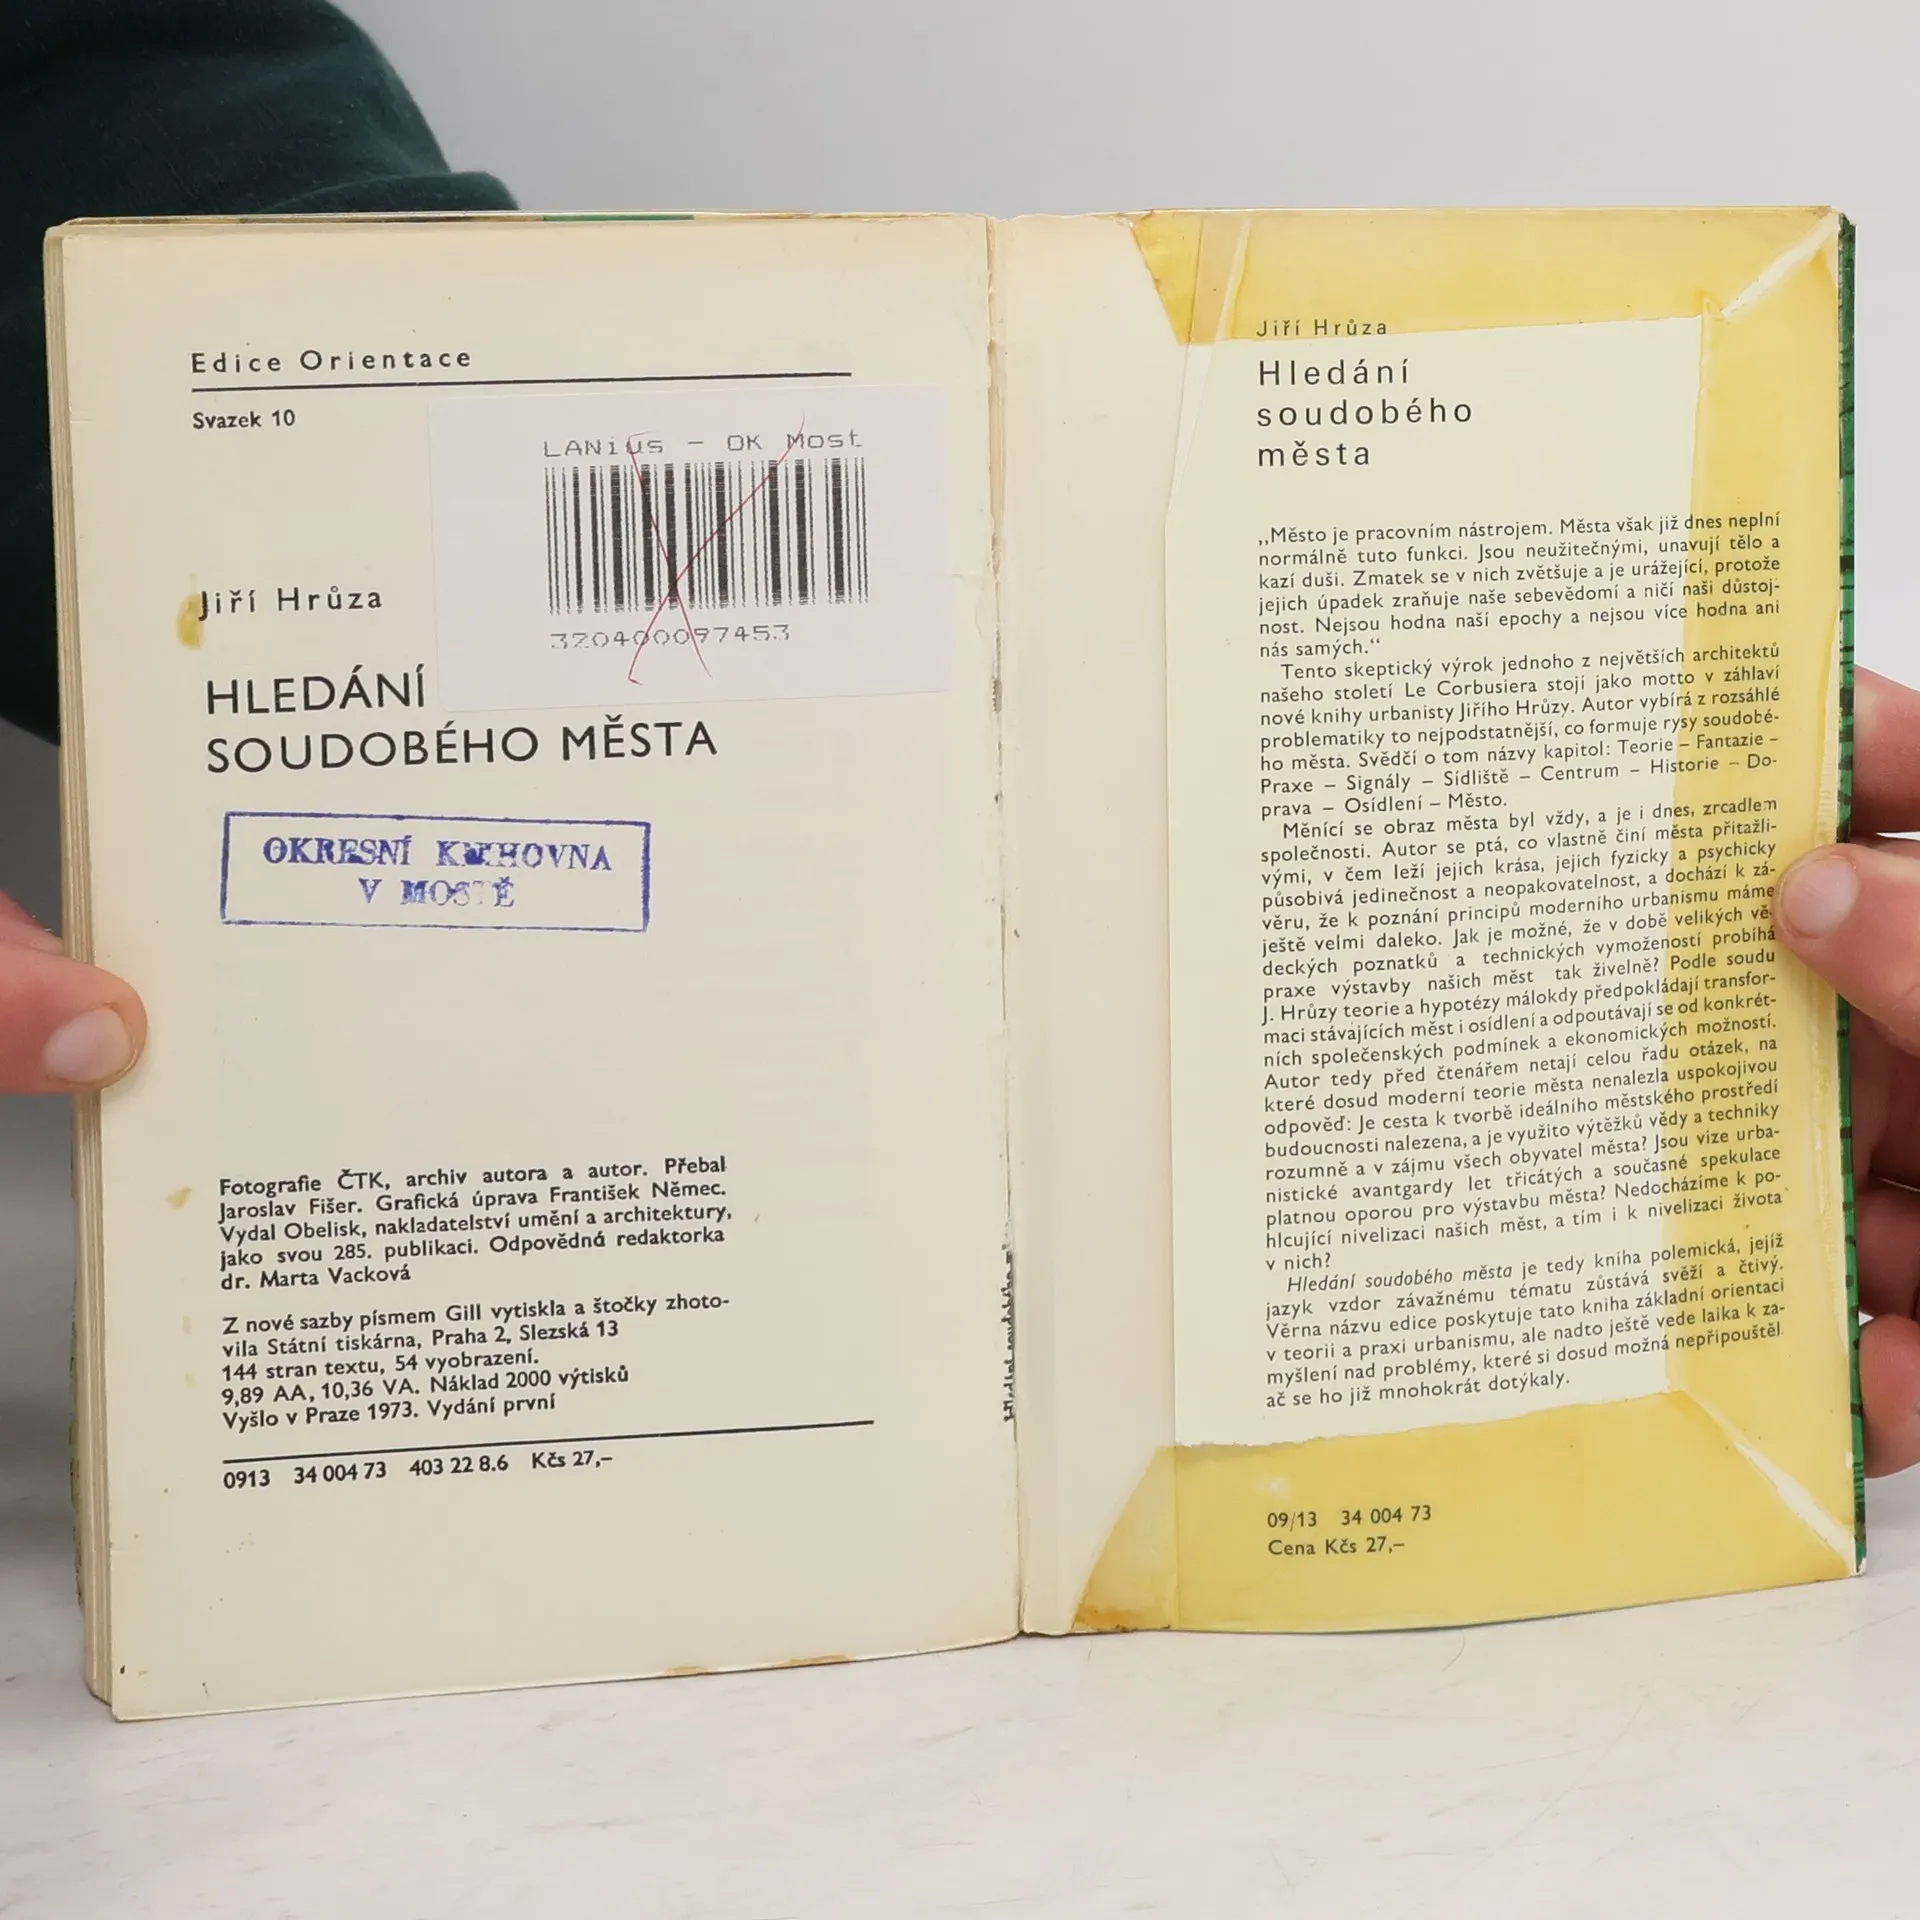 Edice Orientace
Svazek 10
LANius - OK Most
320400097453
Jiří Hrůza
HLEDÁNÍ
SOUDOBÉHO MĚSTA
OKRESNÍ KNIHOVNA
V MOSTĚ
Fotografie ČTK, archiv autora a autor. Přebal
Jaroslav Fišer. Grafická úprava František Němec.
Vydal Obelisk, nakladatelství umění a architektury,
jako svou 285. publikaci. Odpovědná redaktorka
dr. Marta Vacková
Z nové sazby písmem Gill vytiskla a štočky zhoto-
vila Státní tiskárna, Praha 2, Slezská 13
144 stran textu, 54 vyobrazení.
9,89 AA, 10,36 VA. Náklad 2000 výtisků
Vyšlo v Praze 1973. Vydání první
0913 34 004 73 403 22 8.6 Kčs 27,–
Jiří Hrůza
Hledání
soudobého
města
„Město je pracovním nástrojem. Města však již dnes neplní
normálně tuto funkci. Jsou neužitečnými, unavují tělo a
kazí duši. Zmatek se v nich zvětšuje a je urážející, protože
jejich úpadek zraňuje naše sebevědomí a ničí naši důstoj-
nost. Nejsou hodna naší epochy a nejsou více hodna ani
nás samých.“
Tento skeptický výrok jednoho z největších architektů
našeho století Le Corbusiera stojí jako motto v záhlaví
nové knihy urbanisty Jiřího Hrůzy. Autor vybírá z rozsáhlé
problematiky to nejpodstatnější, co formuje rysy soudobé-
ho města. Svědčí o tom názvy kapitol: Teorie – Fantazie –
Praxe – Signály – Sídliště – Centrum – Historie – Do-
prava – Osídlení – Město.
Měnící se obraz města byl vždy, a je i dnes, zrcadlem
společnosti. Autor se ptá, co vlastně činí města přitažli-
vými, v čem leží jejich krása, jejich fyzicky a psychicky
působivá jedinečnost a neopakovatelnost, a dochází k zá-
věru, že k poznání principů moderního urbanismu máme
ještě velmi daleko. Jak je možné, že v době velikých vě-
deckých poznatků a technických vymožeností probíhá
praxe výstavby našich měst tak živelně? Podle soudu
J. Hrůzy teorie a hypotézy málokdy předpokládají transfor-
maci stávajících měst i osídlení a odpoutávají se od konkrét-
ních společenských podmínek a ekonomických možností.
Autor tedy před čtenářem netají celou řadu otázek, na
které dosud moderní teorie města nenalezla uspokojivou
odpověď: Je cesta k tvorbě ideálního městského prostředí
budoucnosti nalezena, a je využito výtěžků vědy a techniky
rozumně a v zájmu všech obyvatel města? Jsou vize urba-
nistické avantgardy let třicátých a současné spekulace
platnou oporou pro výstavbu města? Nedocházíme k po-
hlcující nivelizaci našich měst, a tím i k nivelizaci života
v nich?
Hledání soudobého města je tedy kniha polemická, jejíž
jazyk vzdor závažnému tématu zůstává svěží a čtivý.
Věrna názvu edice poskytuje tato kniha základní orientaci
v teorii a praxi urbanismu, ale nadto ještě vede laika k za-
myšlení nad problémy, které si dosud možná nepřipouštěl
ač se ho již mnohokrát dotýkaly.
09/13 34 004 73
Cena Kčs 27,–